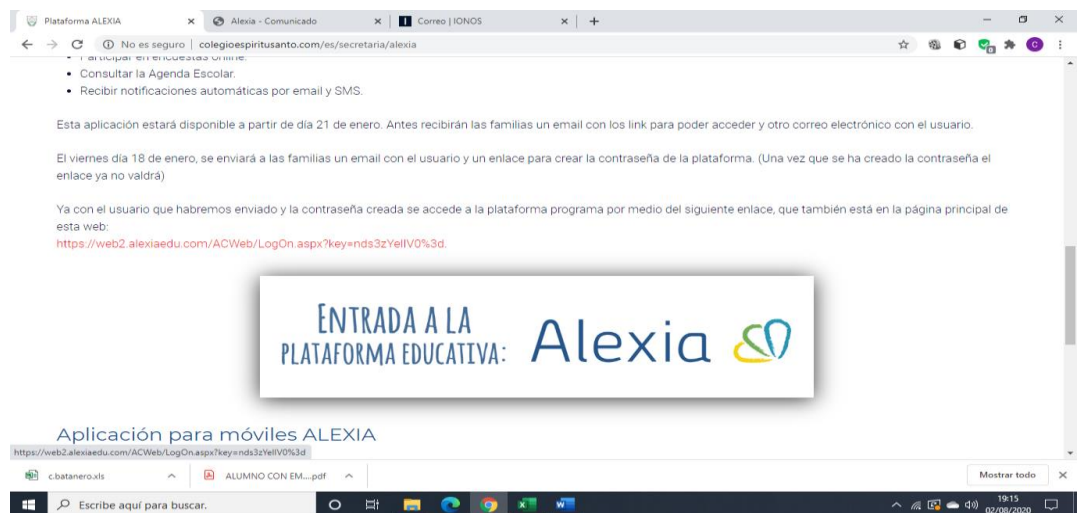 Plataforma ALEXIA
Alexia - Comunicado
Correo | IONOS
No es seguro | colegioespiritusanto.com/es/secretaria/alexia
C
• Participar en encuestas online.
• Consultar la Agenda Escolar.
• Recibir notificaciones automáticas por email y SMS.
Esta aplicación estará disponible a partir de día 21 de enero. Antes recibirán las familias un email con los link para poder acceder y otro correo electrónico con el usuario.
El viernes día 18 de enero, se enviará a las familias un email con el usuario y un enlace para crear la contraseña de la plataforma. (Una vez que se ha creado la contraseña el
enlace ya no valdrá)
Ya con el usuario que habremos enviado y la contraseña creada se accede a la plataforma programa por medio del siguiente enlace, que también está en la página principal de
esta web:
https://web2.alexiaedu.com/ACWeb/LogOn.aspx?key=nds3zYelIV0%3d.
ENTRADA A LA
PLATAFORMA EDUCATIVA:
Alexia
Aplicación para móviles ALEXIA
https://web2.alexiaedu.com/ACWeb/LogOn.aspx?key=nds3zYelIV0%3d
c.batanero.xls
ALUMNO CON EM....pdf
Mostrar todo
Escribe aquí para buscar.
19:15
02/08/2020